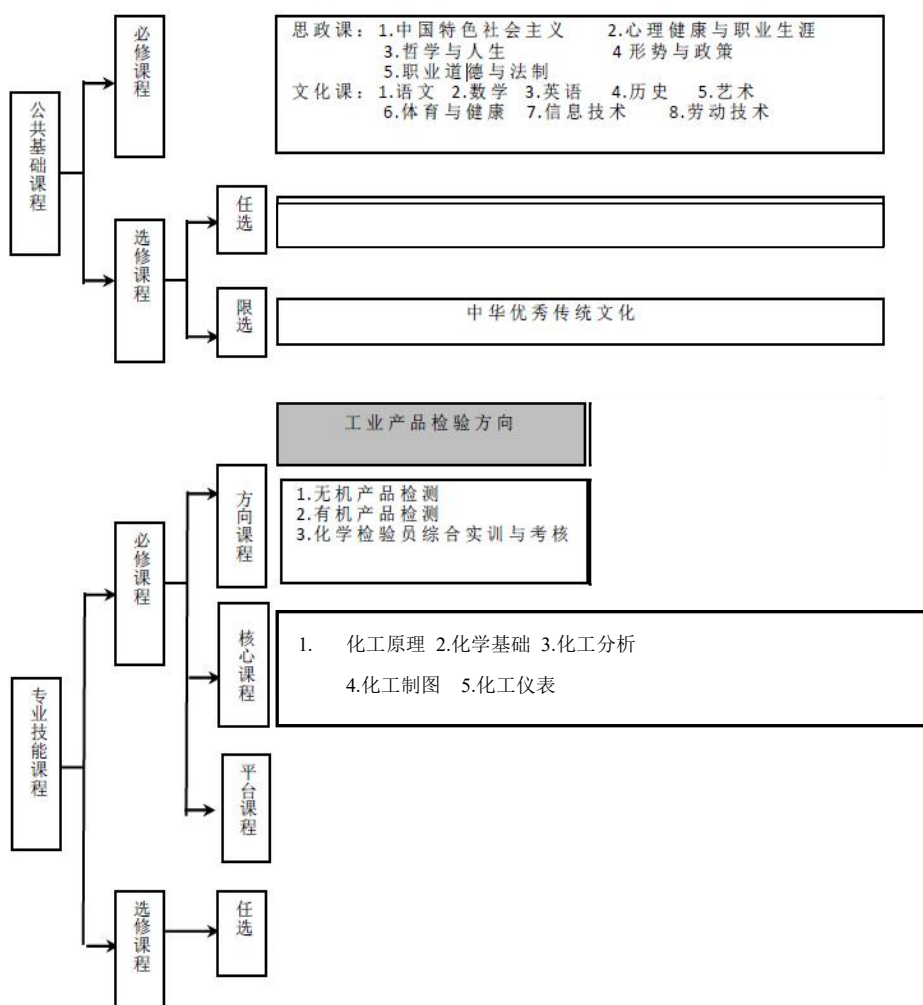 公共基础课程
必修课程
思政课：1.中国特色社会主义 2.心理健康与职业生涯
3.哲学与人生 4 形势与政策
5.职业道德与法制
文化课：1.语文 2.数学 3.英语 4.历史 5.艺术
6.体育与健康 7.信息技术 8.劳动技术
选修课程
任选
限选
中华优秀传统文化
专业技能课程
必修课程
工业产品检验方向
方向课程
1.无机产品检测
2.有机产品检测
3.化学检验员综合实训与考核
核心课程
1. 化工原理 2.化学基础 3.化工分析
4.化工制图 5.化工仪表
平台课程
选修课程
任选